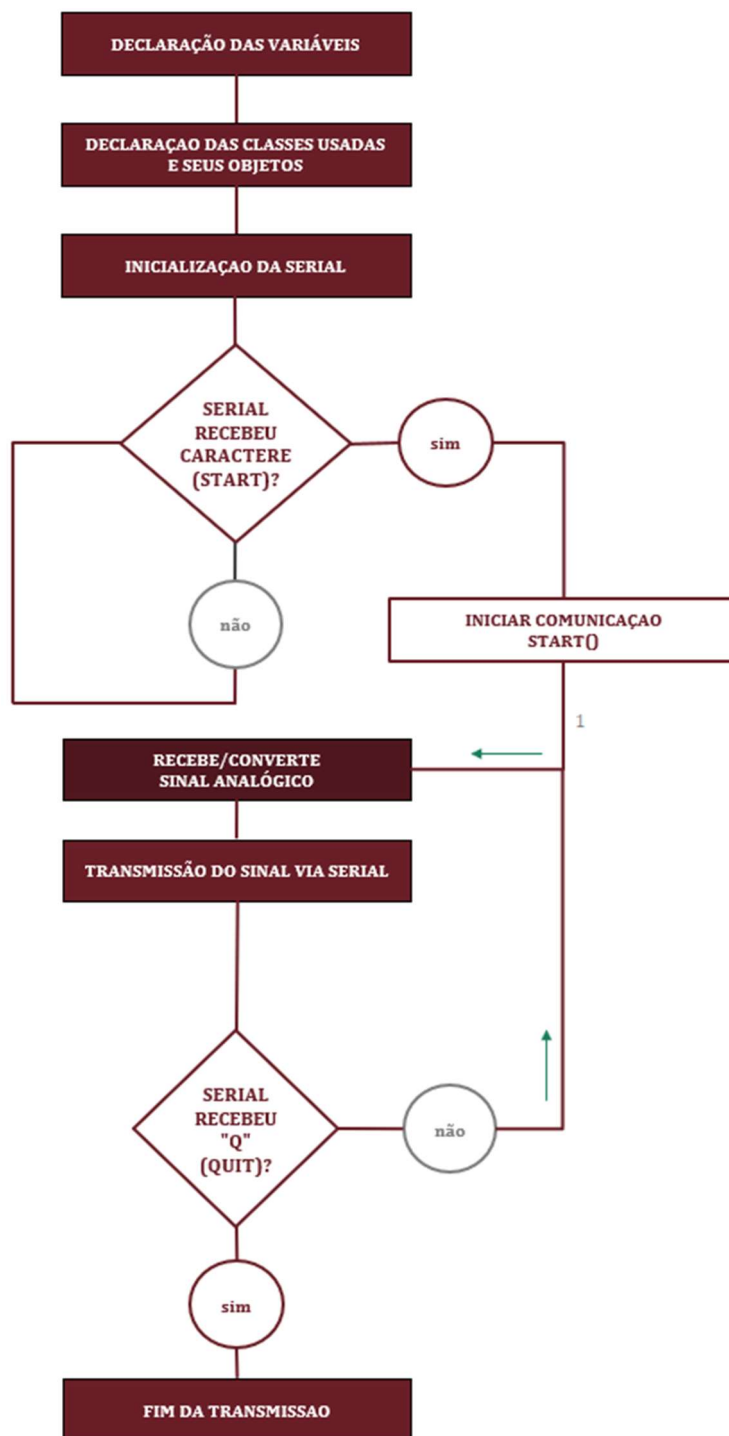 DECLARAÇÃO DAS VARIÁVEIS
DECLARAÇAO DAS CLASSES USADAS
E SEUS OBJETOS
INICIALIZAÇAO DA SERIAL
SERIAL
RECEBEU
CARACTERE
(START)?
sim
não
INICIAR COMUNICAÇAO
START()
1
RECEBE/CONVERTE
SINAL ANALÓGICO
TRANSMISSÃO DO SINAL VIA SERIAL
SERIAL
RECEBEU
"Q"
(QUIT)?
não
sim
FIM DA TRANSMISSAO